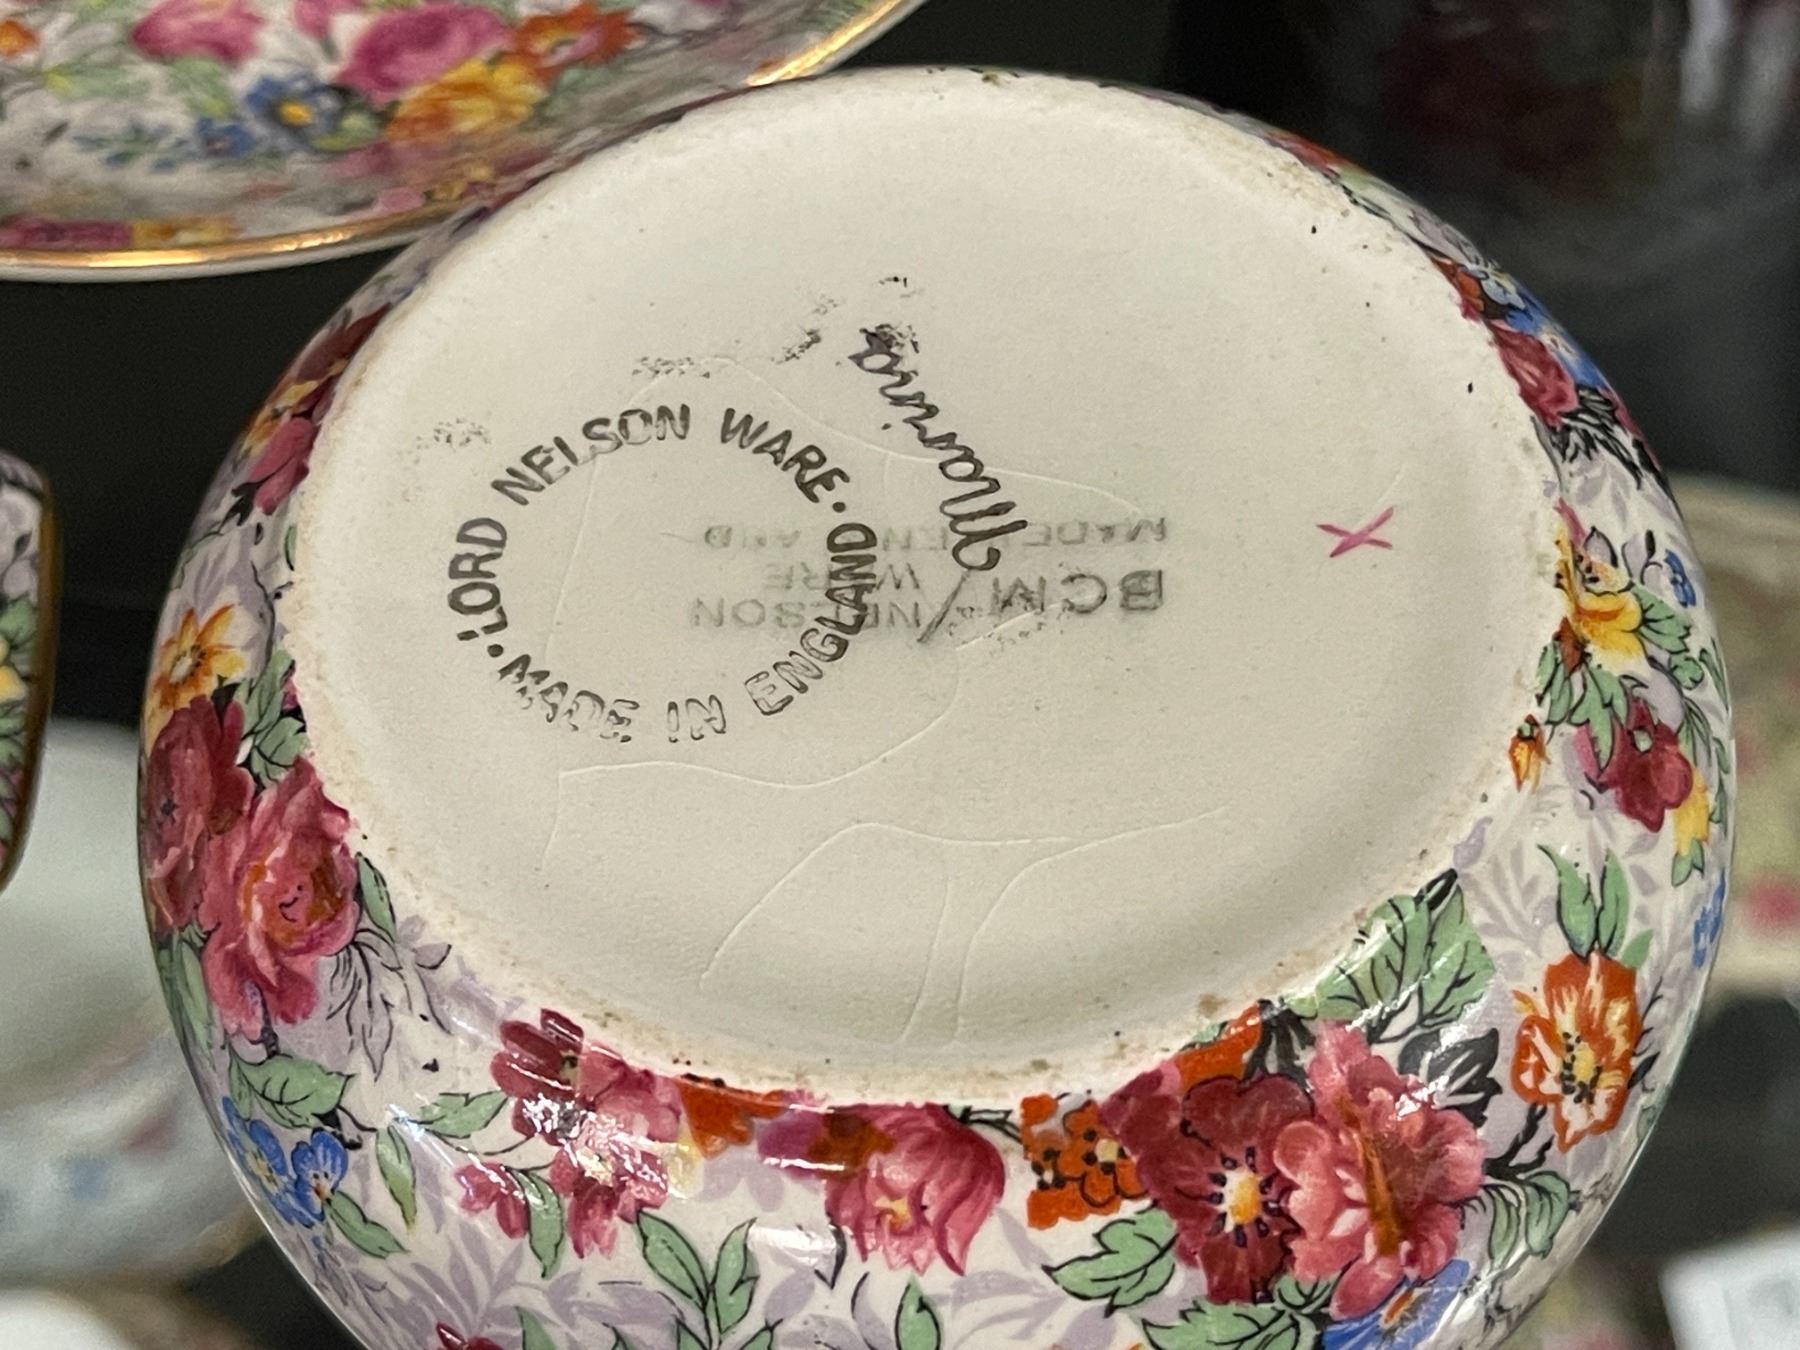 ·LORD NELSON WARE·
MADE IN ENGLAND
Marina
BCM/NELSON
WARE
MADE IN ENGLAND
X